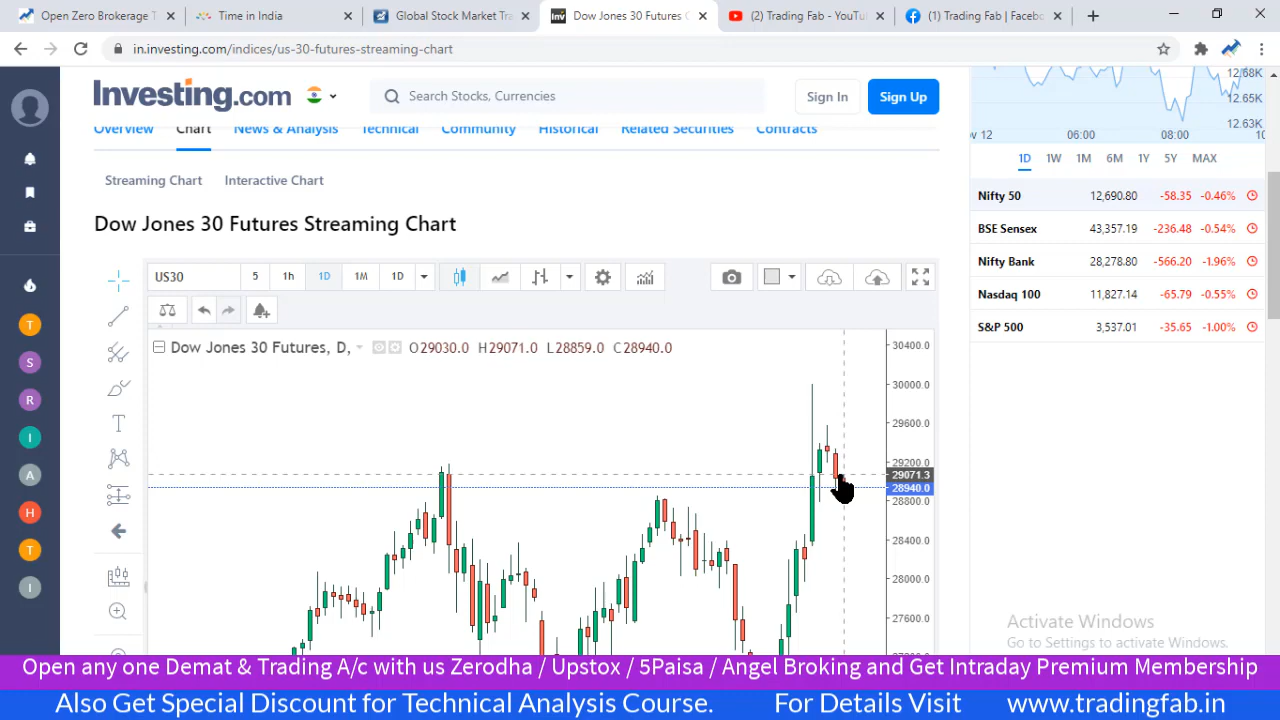 Open Zero Brokerage T
Time in India
Global Stock Market Tra
Inv
Dow Jones 30 Futures C
(2) Trading Fab - YouTu
(1) Trading Fab | Faceb
in.investing.com/indices/us-30-futures-streaming-chart
Investing.com
Search Stocks, Currencies
Sign In
Sign Up
Overview
Chart
News & Analysis
Technical
Community
Historical
Related Securities
Contracts
Streaming Chart
Interactive Chart
Dow Jones 30 Futures Streaming Chart
US30
5
1h
1D
1M
1D
Dow Jones 30 Futures, D,
O29030.0 H29071.0 L28859.0 C28940.0
30400.0
30000.0
29600.0
29200.0
29071.3
28940.0
28800.0
28400.0
28000.0
27600.0
T
T
S
R
I
A
H
T
I
12.68K
12.65K
12.63K
ov 12
06:00
08:00
10
1D
1W
1M
6M
1Y
5Y
MAX
Nifty 50 12,690.80 -58.35 -0.46%
BSE Sensex 43,357.19 -236.48 -0.54%
Nifty Bank 28,278.80 -566.20 -1.96%
Nasdaq 100 11,827.14 -65.79 -0.55%
S&P 500 3,537.01 -35.65 -1.00%
Activate Windows
Go to Settings to activate Windows.
Open any one Demat & Trading A/c with us Zerodha / Upstox / 5Paisa / Angel Broking and Get Intraday Premium Membership
Also Get Special Discount for Technical Analysis Course. For Details Visit www.tradingfab.in